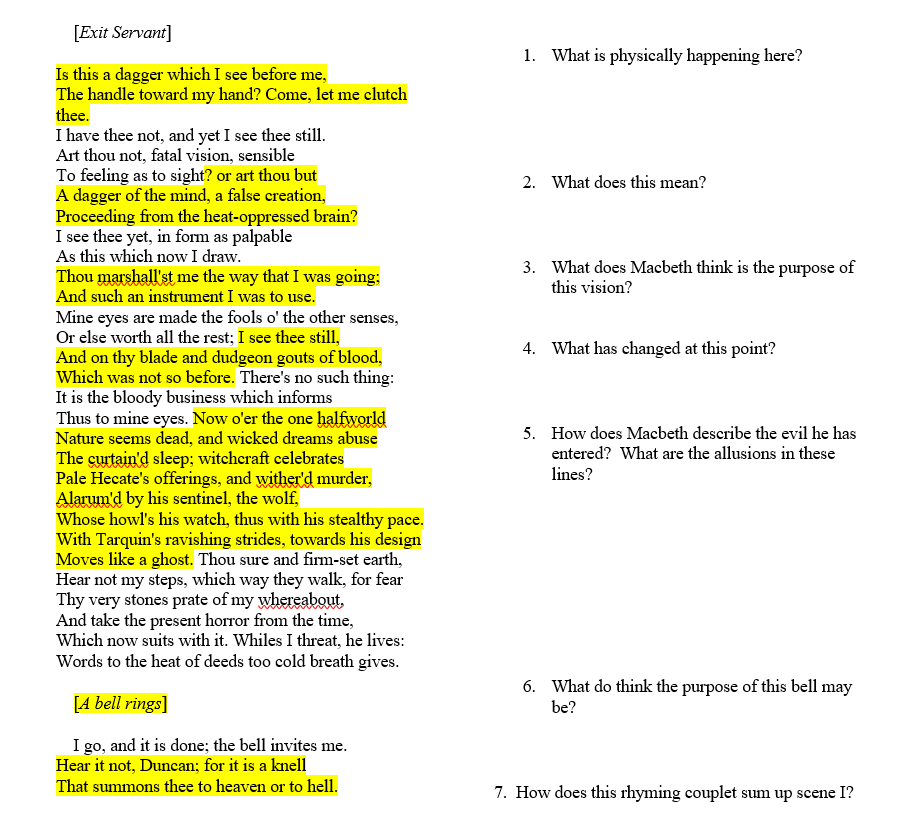 [Exit Servant]
Is this a dagger which I see before me,
The handle toward my hand? Come, let me clutch
thee.
I have thee not, and yet I see thee still.
Art thou not, fatal vision, sensible
To feeling as to sight? or art thou but
A dagger of the mind, a false creation,
Proceeding from the heat-oppressed brain?
I see thee yet, in form as palpable
As this which now I draw.
Thou marshall'st me the way that I was going;
And such an instrument I was to use.
Mine eyes are made the fools o' the other senses,
Or else worth all the rest; I see thee still,
And on thy blade and dudgeon gouts of blood,
Which was not so before. There's no such thing:
It is the bloody business which informs
Thus to mine eyes. Now o'er the one halfworld
Nature seems dead, and wicked dreams abuse
The curtain'd sleep; witchcraft celebrates
Pale Hecate's offerings, and wither'd murder,
Alarum'd by his sentinel, the wolf,
Whose howl's his watch, thus with his stealthy pace.
With Tarquin's ravishing strides, towards his design
Moves like a ghost. Thou sure and firm-set earth,
Hear not my steps, which way they walk, for fear
Thy very stones prate of my whereabout,
And take the present horror from the time,
Which now suits with it. Whiles I threat, he lives:
Words to the heat of deeds too cold breath gives.
[A bell rings]
I go, and it is done; the bell invites me.
Hear it not, Duncan; for it is a knell
That summons thee to heaven or to hell.
1. What is physically happening here?
2. What does this mean?
3. What does Macbeth think is the purpose of
this vision?
4. What has changed at this point?
5. How does Macbeth describe the evil he has
entered? What are the allusions in these
lines?
6. What do think the purpose of this bell may
be?
7. How does this rhyming couplet sum up scene I?